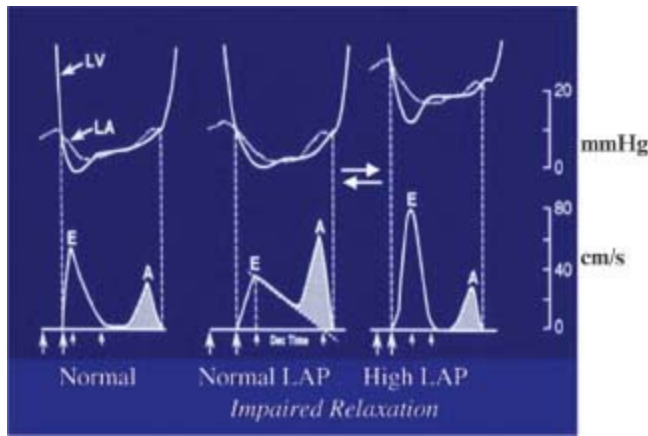 LV
LA
20
mmHg
0
80
cm/s
40
0
E
A
E
A
E
A
Dec Time
Normal
Normal LAP
High LAP
Impaired Relaxation